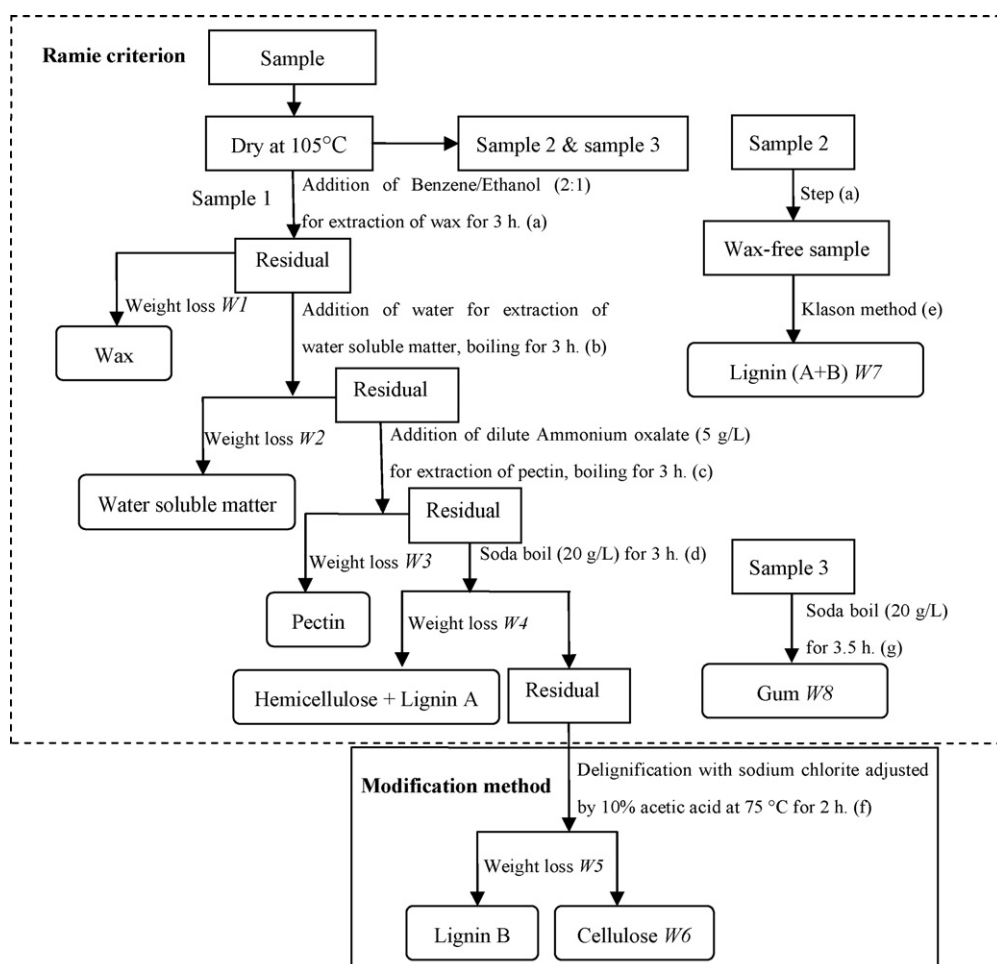 Ramie criterion
Sample
Dry at 105°C
Sample 2 & sample 3
Sample 1
Addition of Benzene/Ethanol (2:1)
for extraction of wax for 3 h. (a)
Residual
Weight loss W1
Wax
Addition of water for extraction of
water soluble matter, boiling for 3 h. (b)
Residual
Weight loss W2
Water soluble matter
Addition of dilute Ammonium oxalate (5 g/L)
for extraction of pectin, boiling for 3 h. (c)
Residual
Weight loss W3
Pectin
Soda boil (20 g/L) for 3 h. (d)
Weight loss W4
Hemicellulose + Lignin A
Residual
Sample 2
Step (a)
Wax-free sample
Klason method (e)
Lignin (A+B) W7
Sample 3
Soda boil (20 g/L)
for 3.5 h. (g)
Gum W8
Modification method
Delignification with sodium chlorite adjusted
by 10% acetic acid at 75 °C for 2 h. (f)
Weight loss W5
Lignin B
Cellulose W6